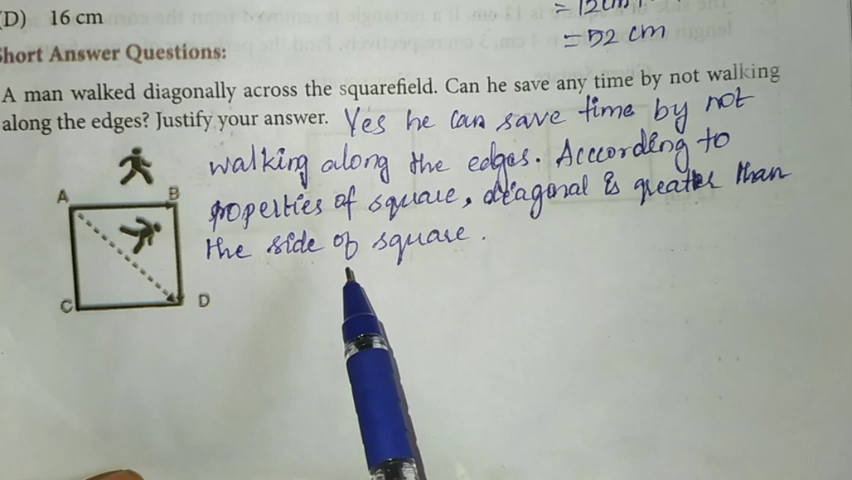 (D) 16 cm
= 12cm
= 52 cm
Short Answer Questions:
A man walked diagonally across the squarefield. Can he save any time by not walking
along the edges? Justify your answer. Yes he can save time by not
walking along the edges. Acccording to
properties of square, diagonal is greater than
the side of square.
A B
C D